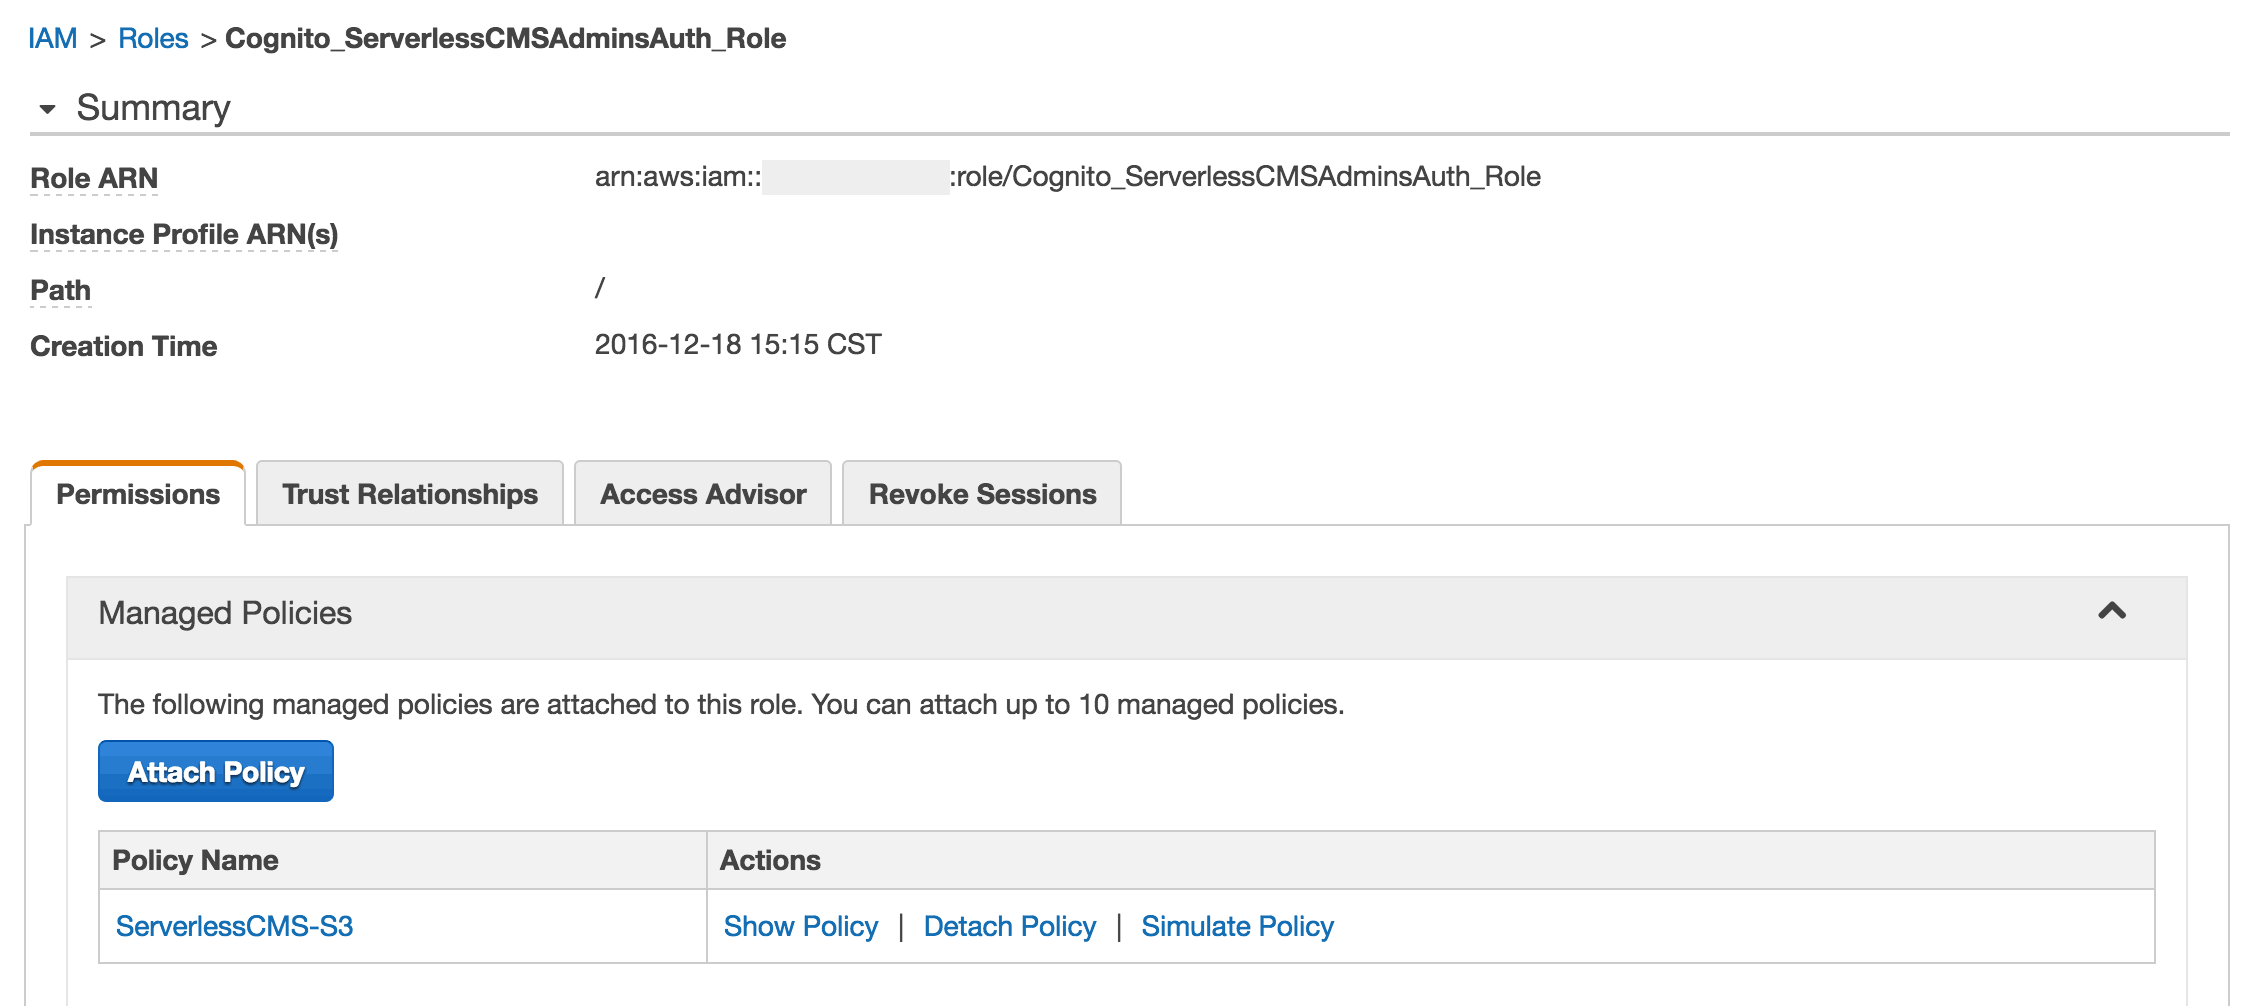 IAM > Roles > Cognito_ServerlessCMSAdminsAuth_Role
Summary
Role ARN arn:aws:iam:: :role/Cognito_ServerlessCMSAdminsAuth_Role
Instance Profile ARN(s)
Path /
Creation Time 2016-12-18 15:15 CST
Permissions Trust Relationships Access Advisor Revoke Sessions
Managed Policies
The following managed policies are attached to this role. You can attach up to 10 managed policies.
Attach Policy
Policy Name Actions
ServerlessCMS-S3 Show Policy | Detach Policy | Simulate Policy